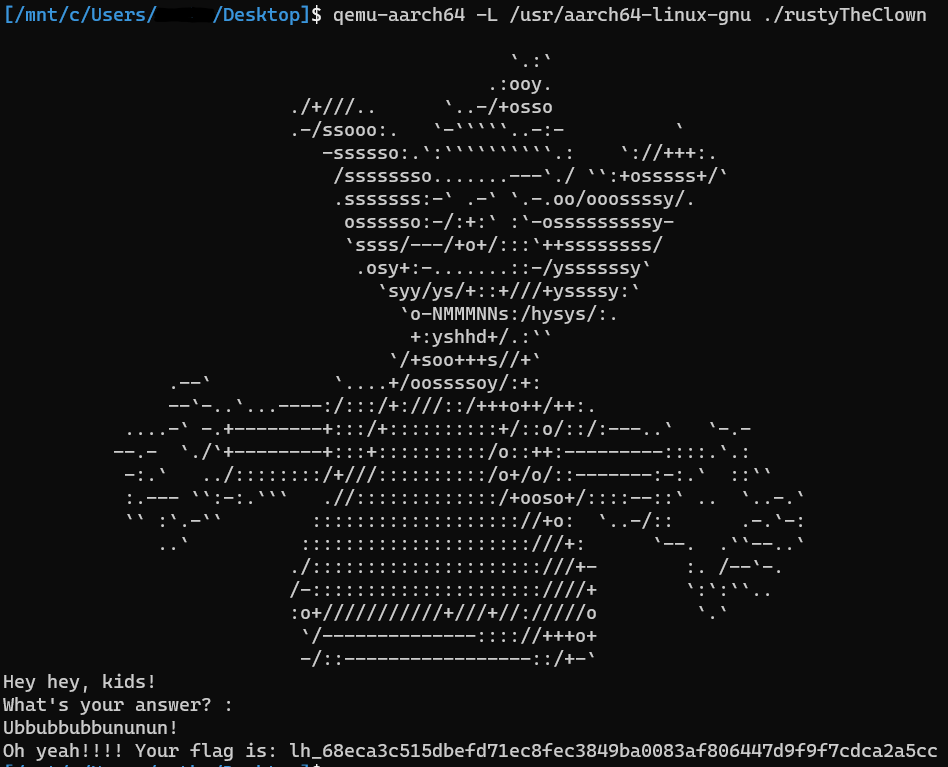 [/mnt/c/Users/ /Desktop]$ qemu-aarch64 -L /usr/aarch64-linux-gnu ./rustyTheClown
Hey hey, kids!
What's your answer? :
Ubbubbubbununun!
Oh yeah!!!! Your flag is: lh_68eca3c515dbefd71ec8fec3849ba0083af806447d9f9f7cdca2a5cc